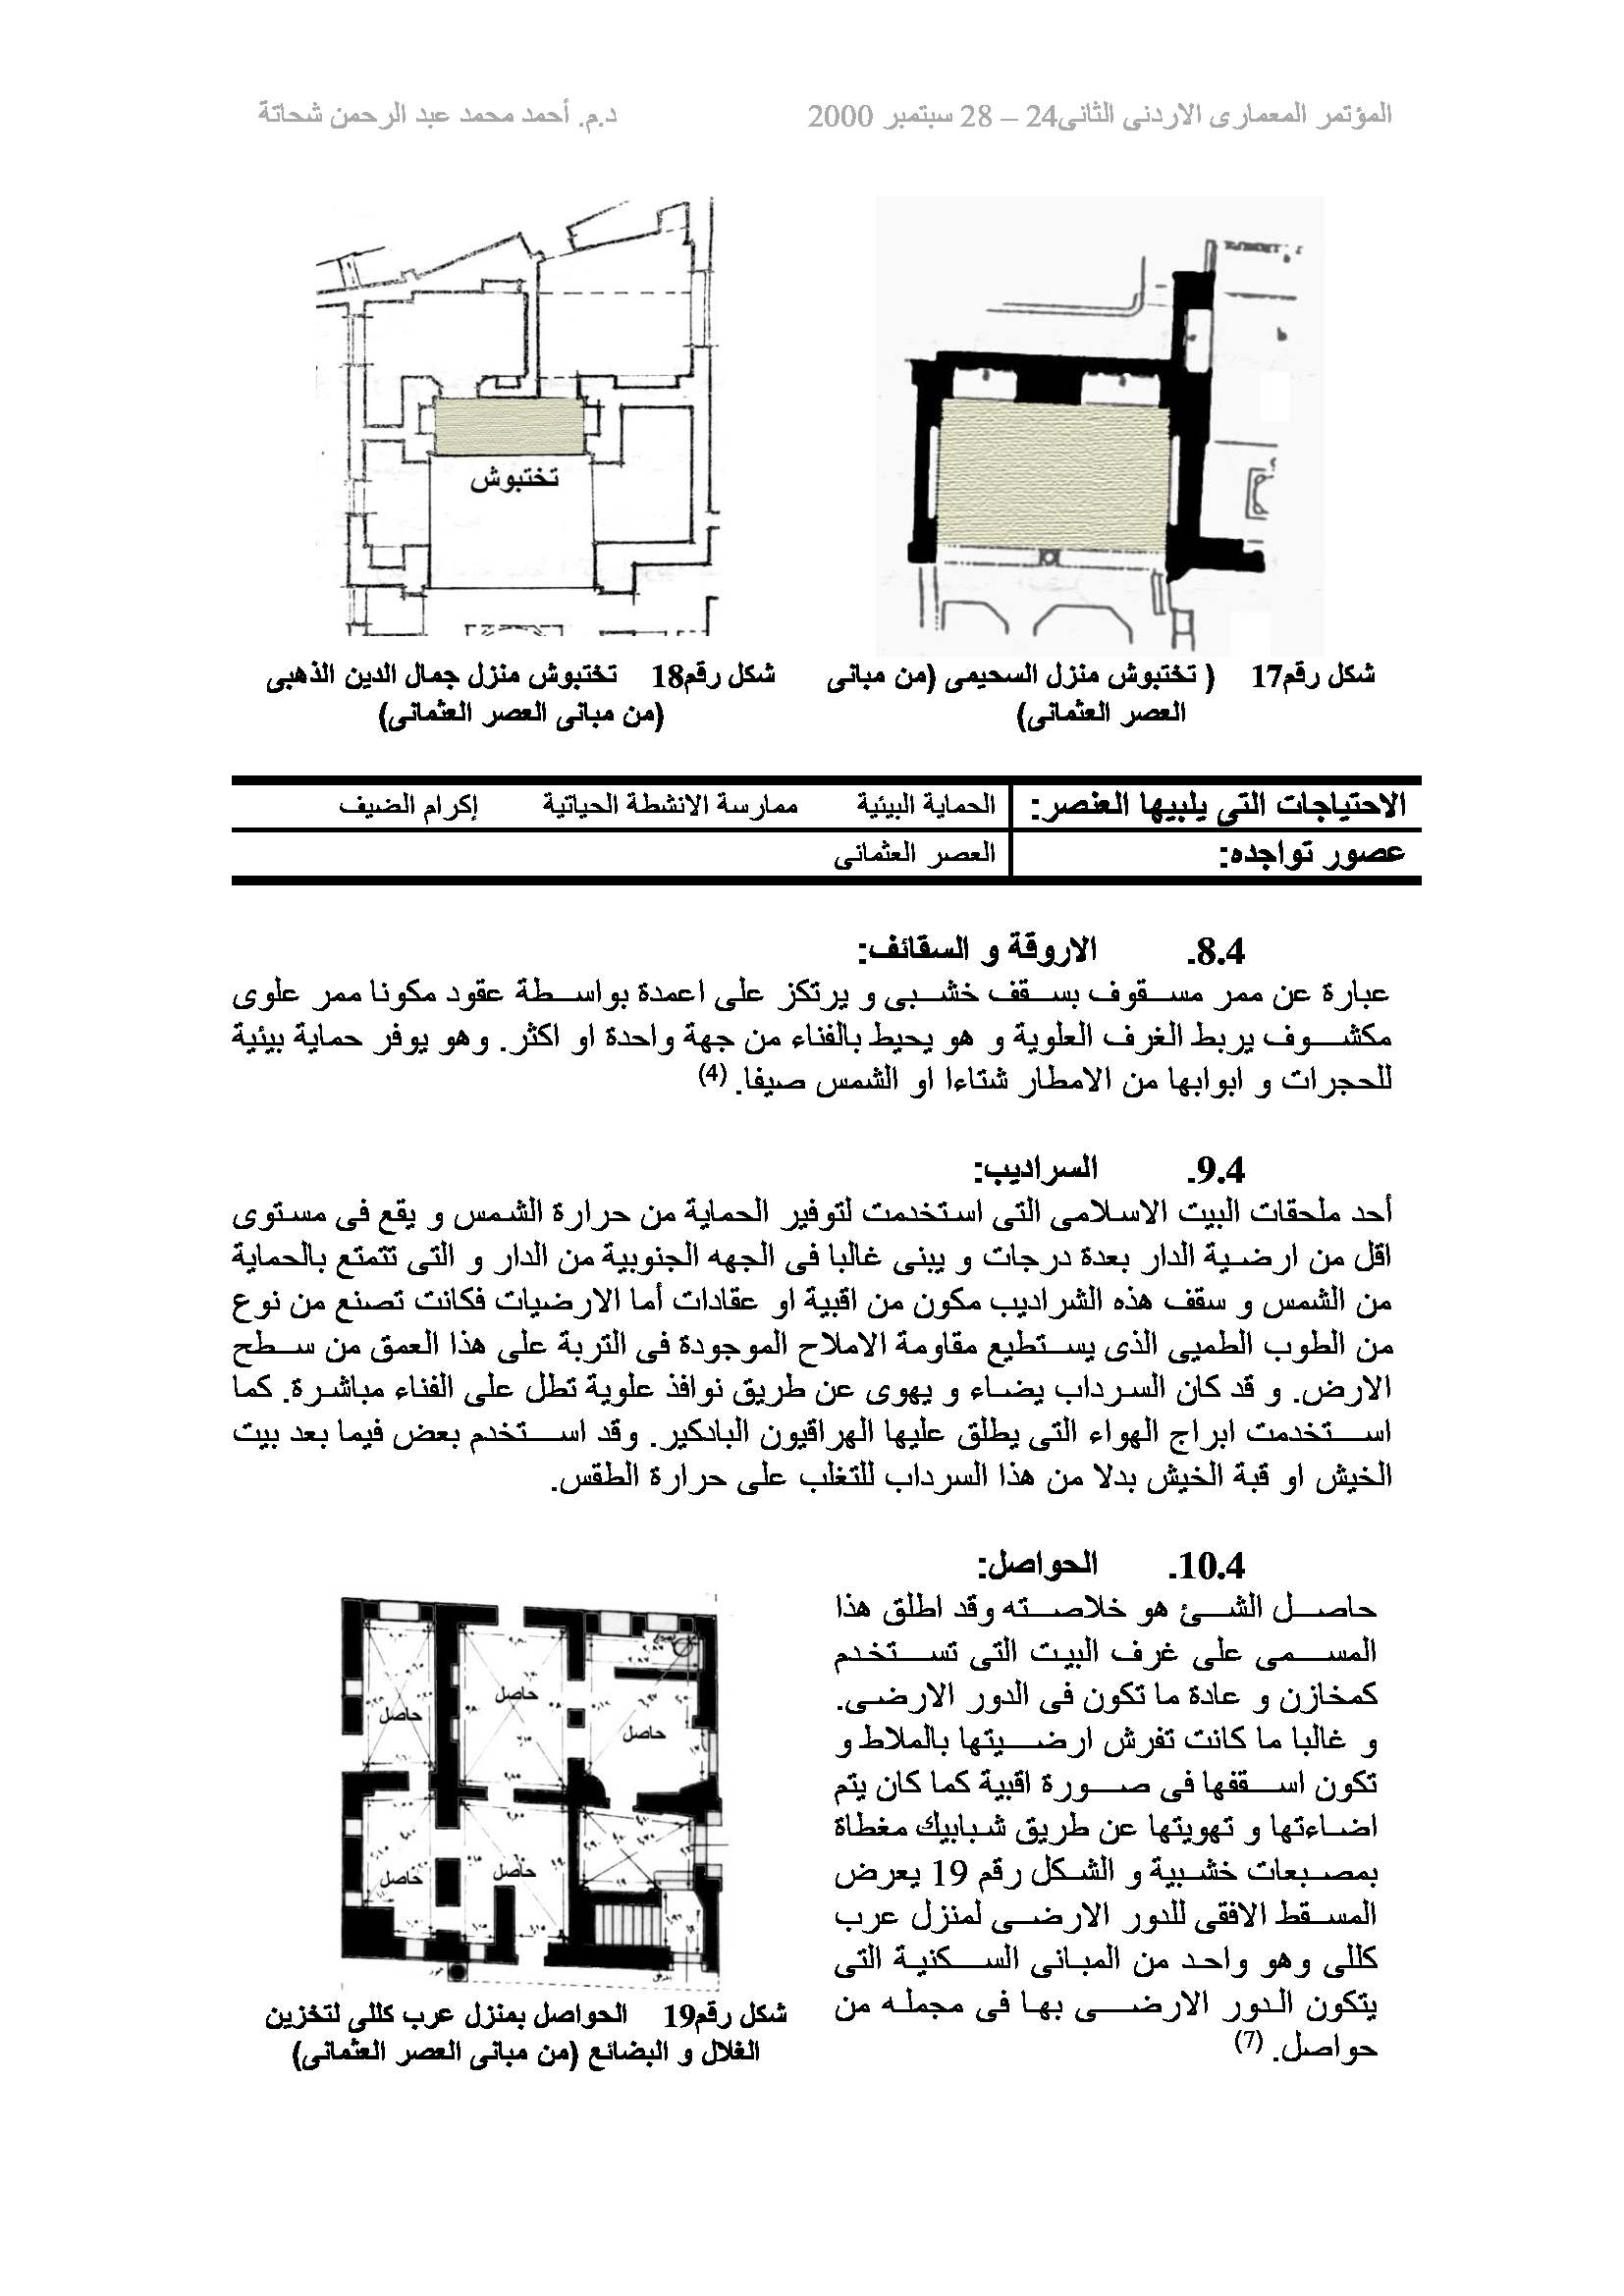 المؤتمر المعمارى الاردنى الثانى24 – 28 سبتمبر 2000 د.م. أحمد محمد عبد الرحمن شحاتة
تختبوش
شكل رقم17 ( تختبوش منزل السحيمى (من مبانى
العصر العثمانى)
شكل رقم18 تختبوش منزل جمال الدين الذهبى
(من مبانى العصر العثمانى)
الاحتياجات التى يلبيها العنصر: الحماية البيئية ممارسة الانشطة الحياتية إكرام الضيف
عصور تواجده: العصر العثمانى
8.4. الاروقة و السقائف:
عبارة عن ممر مسقوف بسقف خشبى و يرتكز على اعمدة بواسطة عقود مكونا ممر علوى
مكشوف يربط الغرف العلوية و هو يحيط بالفناء من جهة واحدة او اكثر. وهو يوفر حماية بيئية
للحجرات و ابوابها من الامطار شتاءا او الشمس صيفا. (4)
9.4. السراديب:
أحد ملحقات البيت الاسلامى التى استخدمت لتوفير الحماية من حرارة الشمس و يقع فى مستوى
اقل من ارضية الدار بعدة درجات و يبنى غالبا فى الجهه الجنوبية من الدار و التى تتمتع بالحماية
من الشمس و سقف هذه الشراديب مكون من اقبية او عقادات أما الارضيات فكانت تصنع من نوع
من الطوب الطميى الذى يستطيع مقاومة الاملاح الموجودة فى التربة على هذا العمق من سطح
الارض. و قد كان السرداب يضاء و يهوى عن طريق نوافذ علوية تطل على الفناء مباشرة. كما
استخدمت ابراج الهواء التى يطلق عليها الهراقيون البادكير. وقد استخدم بعض فيما بعد بيت
الخيش او قبة الخيش بدلا من هذا السرداب للتغلب على حرارة الطقس.
10.4. الحواصل:
حاصل الشئ هو خلاصته وقد اطلق هذا
المسمى على غرف البيت التى تستخدم
كمخازن و عادة ما تكون فى الدور الارضى.
و غالبا ما كانت تفرش ارضيتها بالملاط و
تكون اسقفها فى صورة اقبية كما كان يتم
اضاءتها و تهويتها عن طريق شبابيك مغطاة
بمصبعات خشبية و الشكل رقم 19 يعرض
المسقط الافقى للدور الارضى لمنزل عرب
كللى وهو واحد من المبانى السكنية التى
يتكون الدور الارضى بها فى مجمله من
حواصل. (7)
حاصل
حاصل
حاصل
حاصل
حاصل
شكل رقم19 الحواصل بمنزل عرب كللى لتخزين
الغلال و البضائع (من مبانى العصر العثمانى)